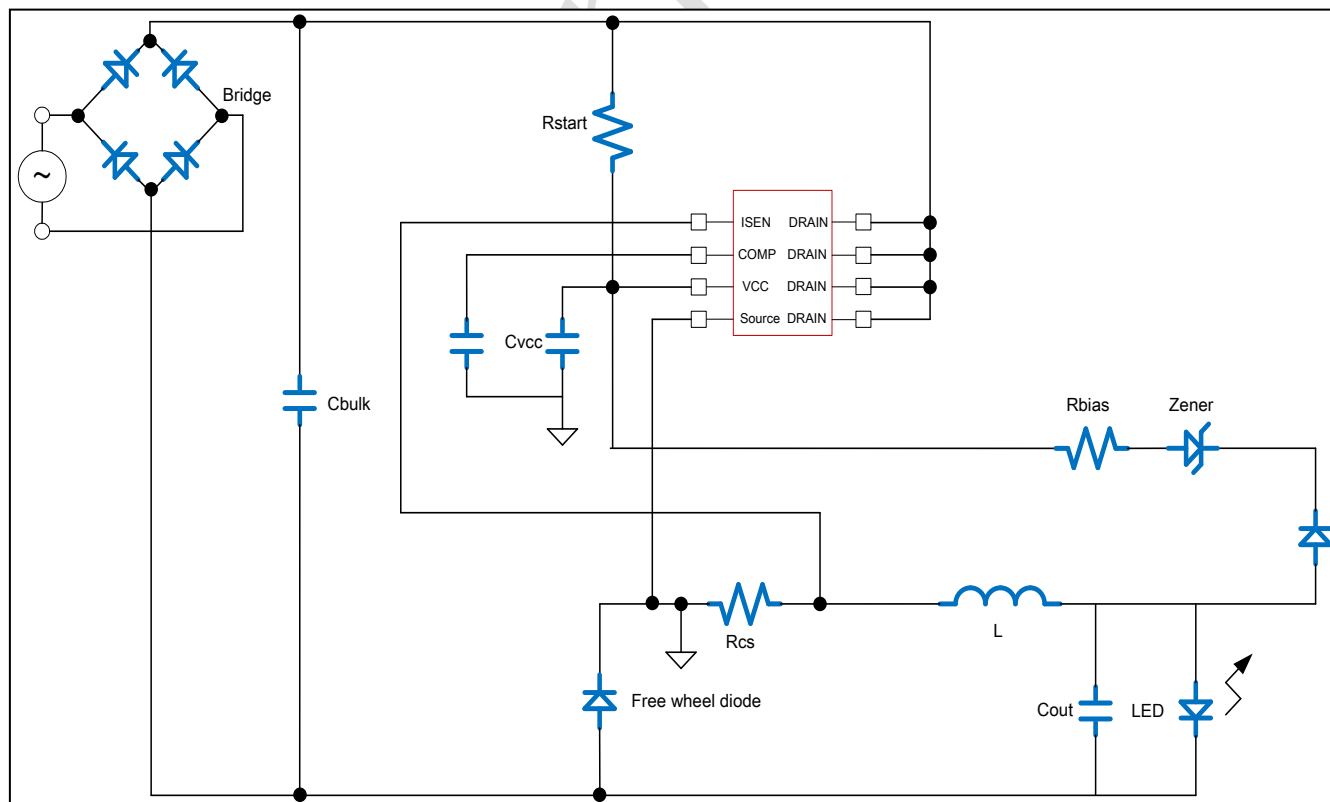 Bridge
Rstart
~
ISEN DRAIN
COMP DRAIN
VCC DRAIN
Source DRAIN
Cvcc
Cbulk
Rbias Zener
Rcs
L
Free wheel diode
Cout LED